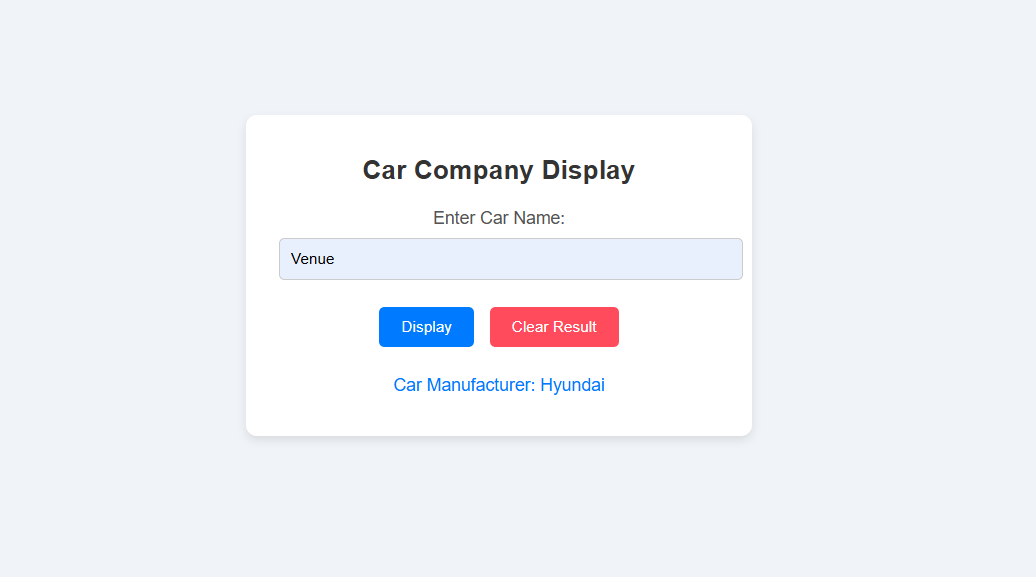 Car Company Display
Enter Car Name:
Venue
Display Clear Result
Car Manufacturer: Hyundai